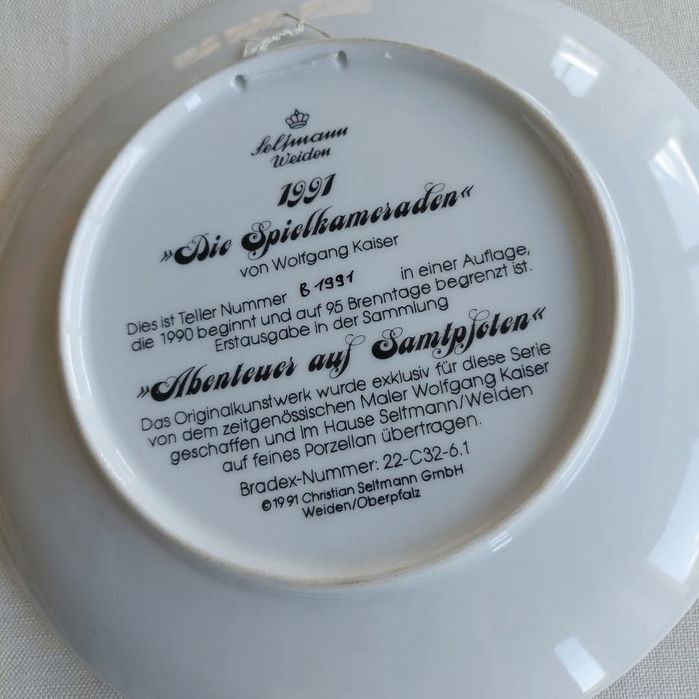 Seltmann
Weiden
1991
»Die Spielkameraden«
von Wolfgang Kaiser
Dies ist Teller Nummer B 1991 in einer Auflage,
die 1990 beginnt und auf 95 Brenntage begrenzt ist.
Erstausgabe in der Sammlung
»Abenteuer auf Samtpfoten«
Das Originalkunstwerk wurde exklusiv für diese Serie
von dem zeitgenössischen Maler Wolfgang Kaiser
geschaffen und im Hause Seltmann/Weiden
auf feines Porzellan übertragen.
Bradex-Nummer: 22-C32-6.1
©1991 Christian Seltmann GmbH
Weiden/Oberpfalz